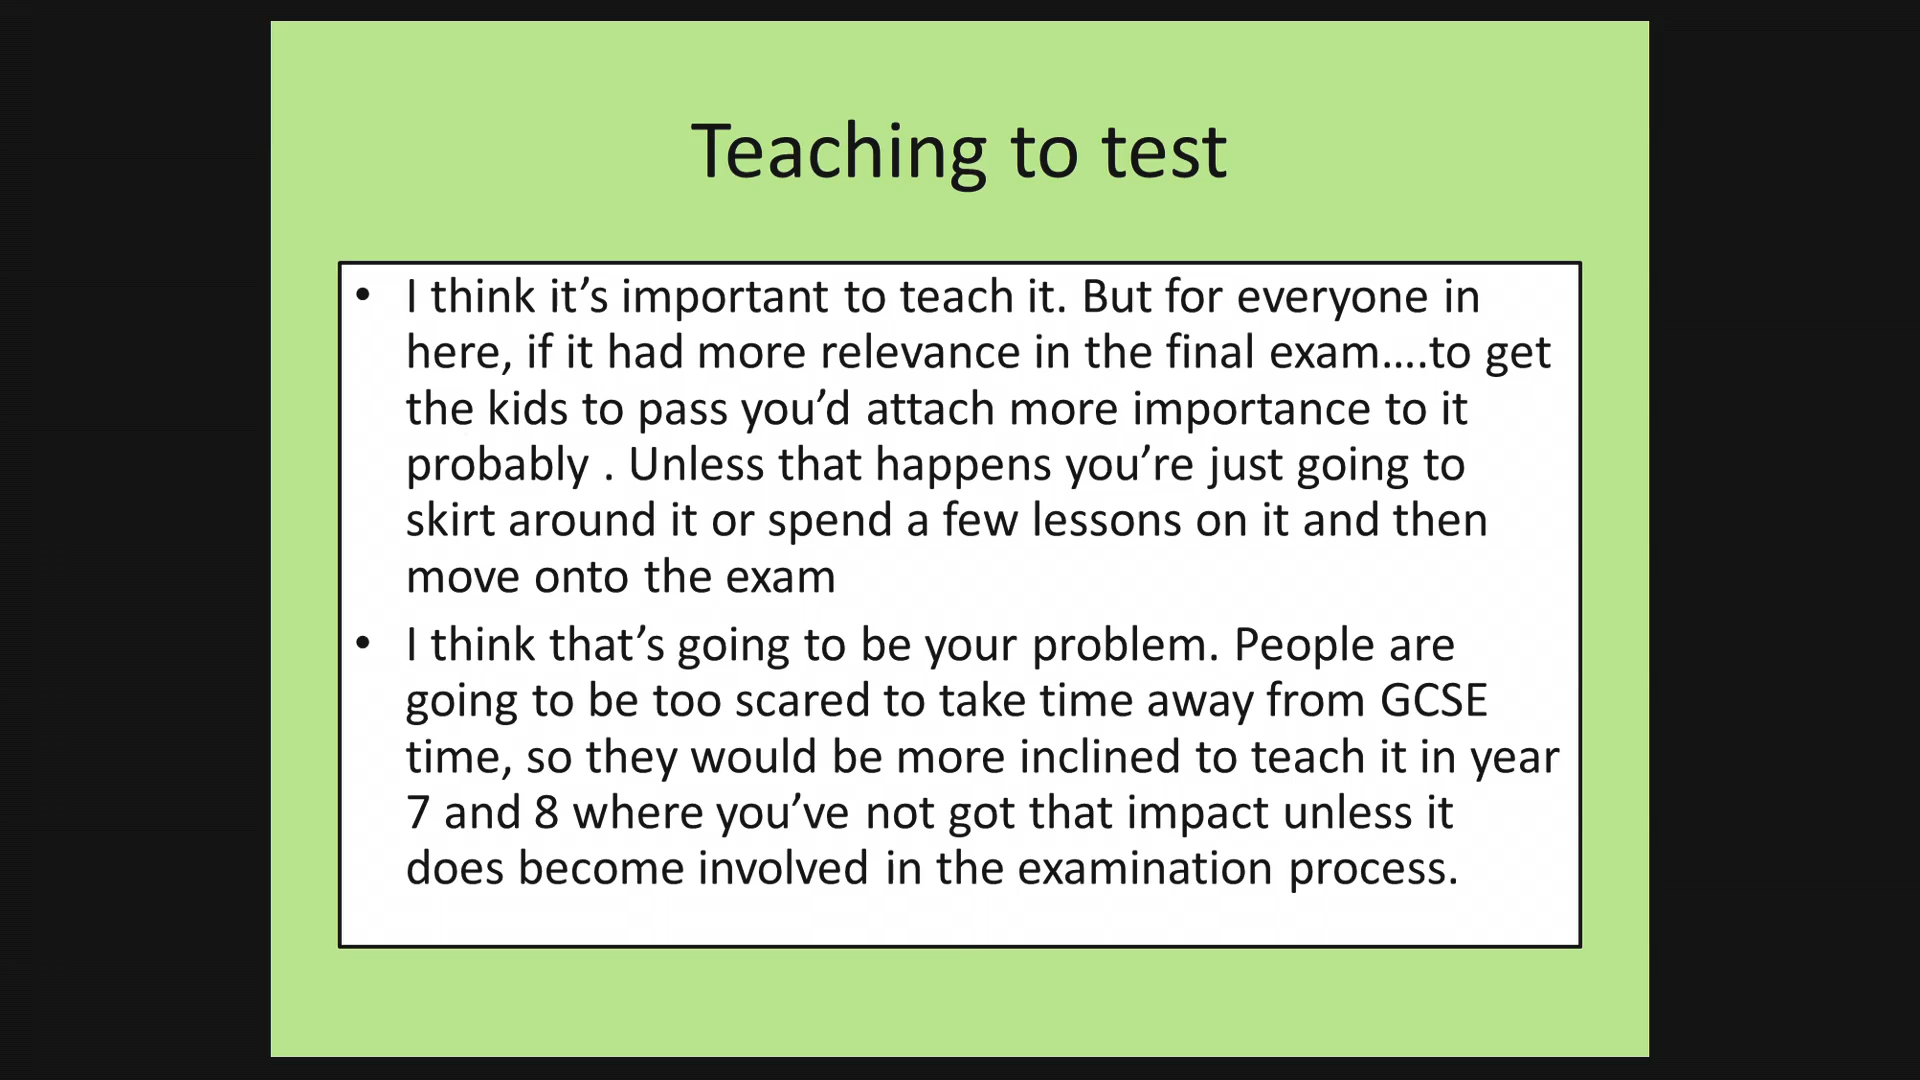 Teaching to test
• I think it’s important to teach it. But for everyone in
here, if it had more relevance in the final exam....to get
the kids to pass you’d attach more importance to it
probably . Unless that happens you’re just going to
skirt around it or spend a few lessons on it and then
move onto the exam
• I think that’s going to be your problem. People are
going to be too scared to take time away from GCSE
time, so they would be more inclined to teach it in year
7 and 8 where you’ve not got that impact unless it
does become involved in the examination process.